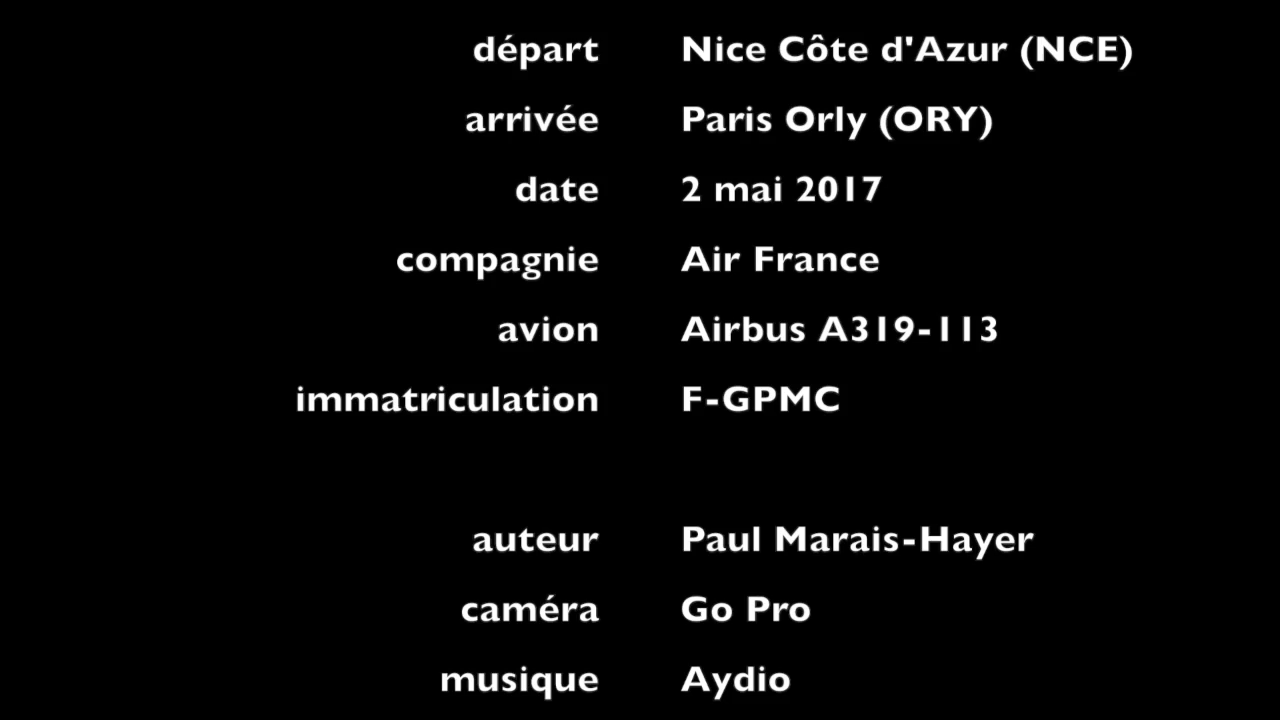 départ Nice Côte d'Azur (NCE)
arrivée Paris Orly (ORY)
date 2 mai 2017
compagnie Air France
avion Airbus A319-113
immatriculation F-GPMC
auteur Paul Marais-Hayer
caméra Go Pro
musique Aydio